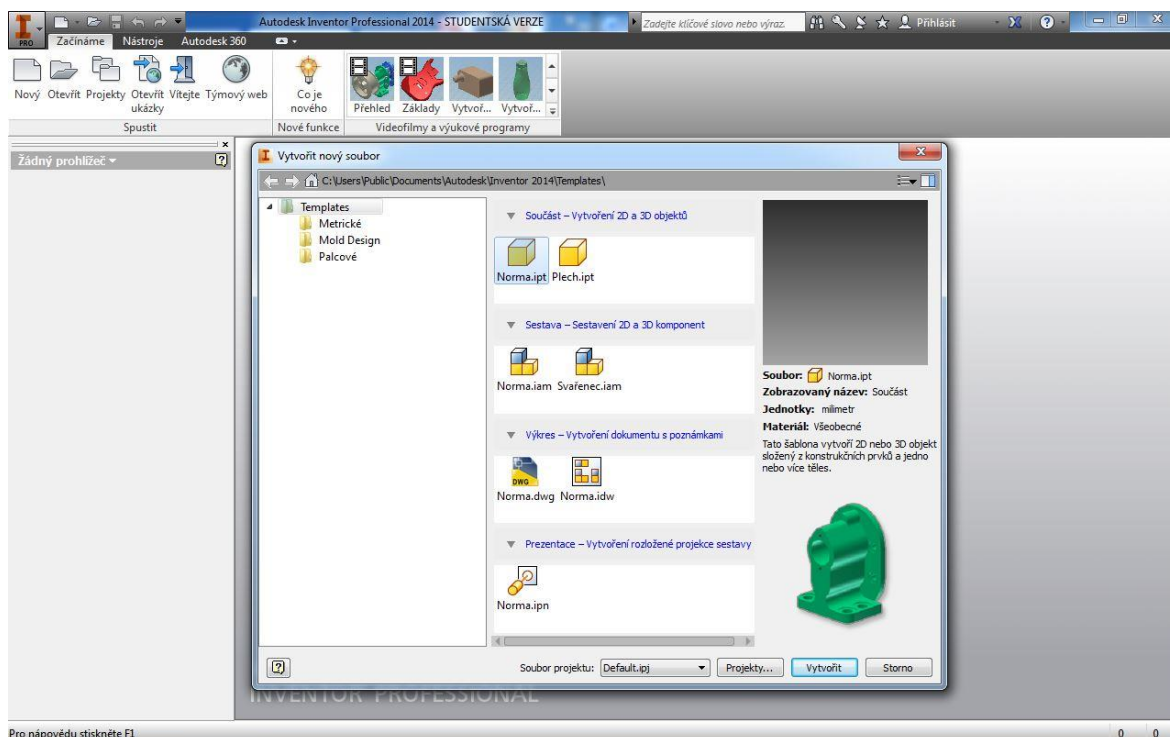 Autodesk Inventor Professional 2014 - STUDENTSKÁ VERZE
Zadejte klíčové slovo nebo výraz.
Přihlásit
PRO
Začínáme Nástroje Autodesk 360
Nový Otevřít Projekty Otevřít ukázky Vítejte Týmový web
Co je nového
Přehled Základy Vytvoř... Vytvoř...
Spustit
Nové funkce
Videofilmy a výukové programy
Žádný prohlížeč
Vytvořit nový soubor
C:\Users\Public\Documents\Autodesk\Inventor 2014\Templates\
Templates
Metrické
Mold Design
Palcové
Součást – Vytvoření 2D a 3D objektů
Norma.ipt Plech.ipt
Sestava – Sestavení 2D a 3D komponent
Norma.iam Svařenec.iam
Výkres – Vytvoření dokumentu s poznámkami
DWG
Norma.dwg Norma.idw
Prezentace – Vytvoření rozložené projekce sestavy
Norma.ipn
Soubor: Norma.ipt
Zobrazovaný název: Součást
Jednotky: milimetr
Materiál: Všeobecné
Tato šablona vytvoří 2D nebo 3D objekt
složený z konstrukčních prvků a jedno
nebo více těles.
Soubor projektu: Default.ipj Projekty... Vytvořit Storno
INVENTOR PROFESSIONAL
Pro nápovědu stiskněte F1
0 0